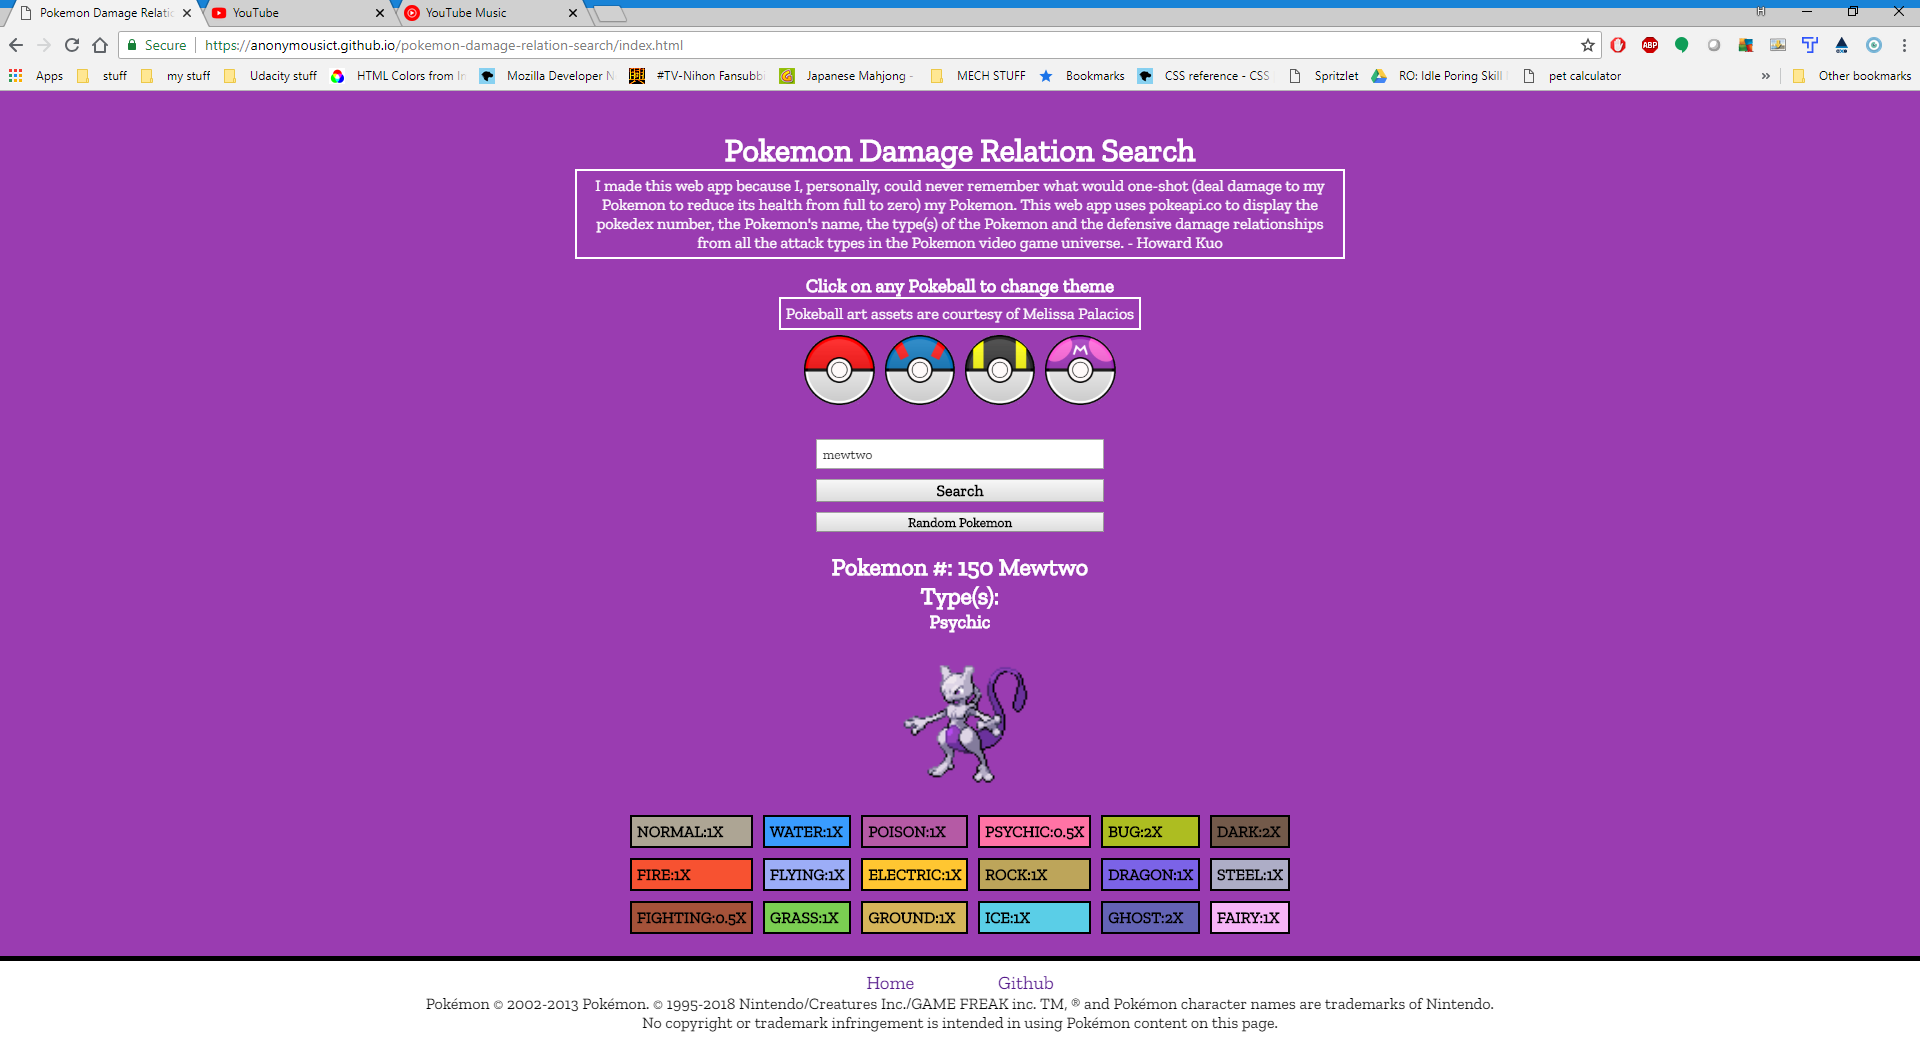 Pokemon Damage Relatio
YouTube
YouTube Music
Secure
https://anonymousict.github.io/pokemon-damage-relation-search/index.html
ABP
Apps
stuff
my stuff
Udacity stuff
HTML Colors from
Mozilla Developer
#TV-Nihon Fansubbi
Japanese Mahjong -
MECH STUFF
Bookmarks
CSS reference - CSS
Spritzlet
RO: Idle Poring Skill
pet calculator
»
Other bookmarks
Pokemon Damage Relation Search
I made this web app because I, personally, could never remember what would one-shot (deal damage to my
Pokemon to reduce its health from full to zero) my Pokemon. This web app uses pokeapi.co to display the
pokedex number, the Pokemon's name, the type(s) of the Pokemon and the defensive damage relationships
from all the attack types in the Pokemon video game universe. - Howard Kuo
Click on any Pokeball to change theme
Pokeball art assets are courtesy of Melissa Palacios
M
mewtwo
Search
Random Pokemon
Pokemon #: 150 Mewtwo
Type(s):
Psychic
NORMAL:1X WATER:1X POISON:1X PSYCHIC:0.5X BUG:2X DARK:2X
FIRE:1X FLYING:1X ELECTRIC:1X ROCK:1X DRAGON:1X STEEL:1X
FIGHTING:0.5X GRASS:1X GROUND:1X ICE:1X GHOST:2X FAIRY:1X
Home Github
Pokémon © 2002-2013 Pokémon. © 1995-2018 Nintendo/Creatures Inc./GAME FREAK inc. TM, ® and Pokémon character names are trademarks of Nintendo.
No copyright or trademark infringement is intended in using Pokémon content on this page.